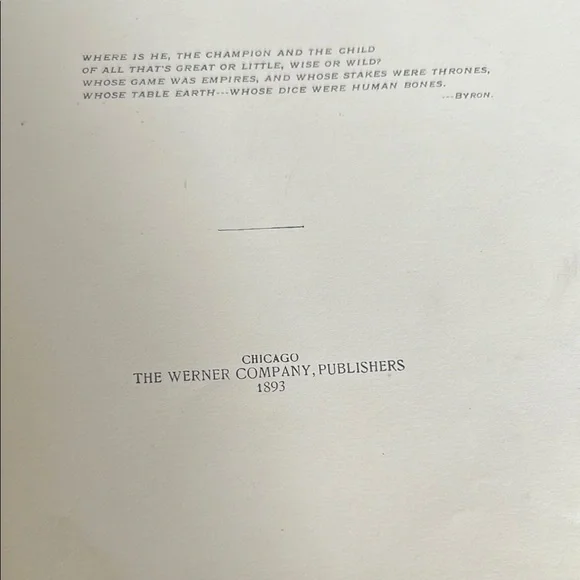 WHERE IS HE, THE CHAMPION AND THE CHILD
OF ALL THAT'S GREAT OR LITTLE, WISE OR WILD?
WHOSE GAME WAS EMPIRES, AND WHOSE STAKES WERE THRONES,
WHOSE TABLE EARTH---WHOSE DICE WERE HUMAN BONES.
---BYRON.
CHICAGO
THE WERNER COMPANY, PUBLISHERS
1893